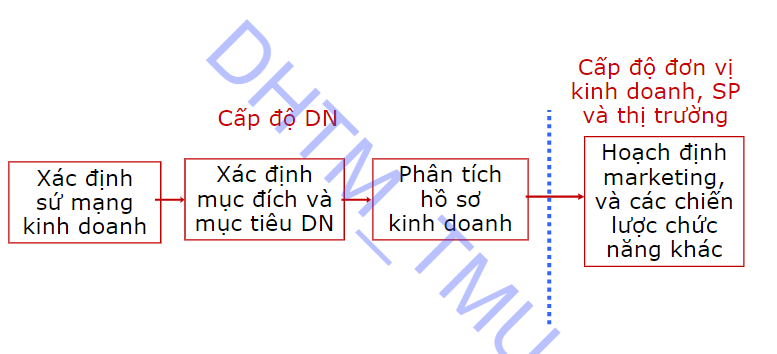 Cấp độ DN
Cấp độ đơn vị
kinh doanh, SP
và thị trường
Xác định
sứ mạng
kinh doanh
Xác định
mục đích và
mục tiêu DN
Phân tích
hồ sơ
kinh doanh
Hoạch định
marketing,
và các chiến
lược chức
năng khác
DHTM_TMU